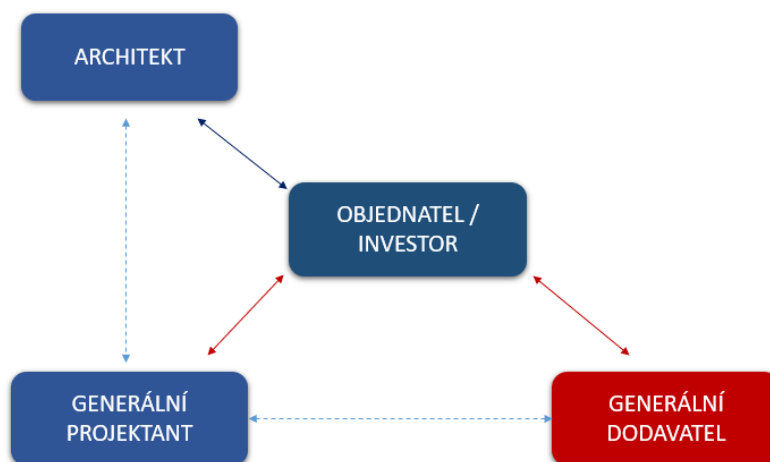 ARCHITEKT
OBJEDNATEL /
INVESTOR
GENERÁLNÍ
PROJEKTANT
GENERÁLNÍ
DODAVATEL